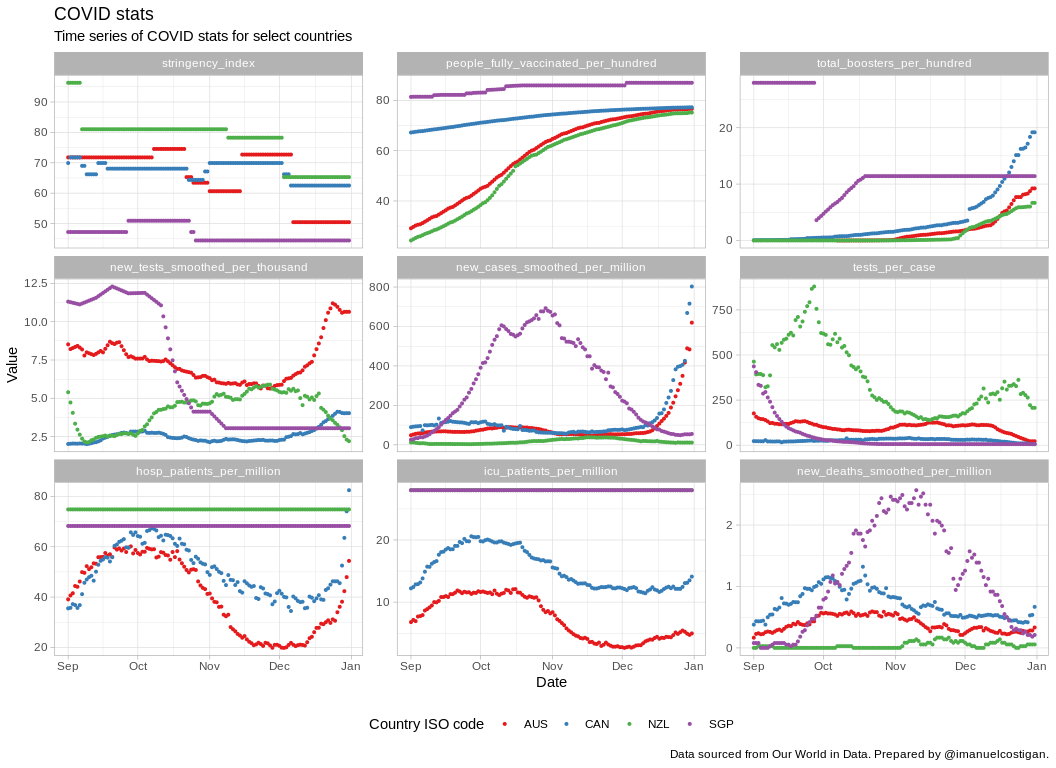 COVID stats
Time series of COVID stats for select countries
stringency_index
people_fully_vaccinated_per_hundred
total_boosters_per_hundred
90
80
70
60
50
80
60
40
20
10
0
new_tests_smoothed_per_thousand
new_cases_smoothed_per_million
tests_per_case
12.5
10.0
7.5
5.0
2.5
800
600
400
200
0
750
500
250
0
Value
hosp_patients_per_million
icu_patients_per_million
new_deaths_smoothed_per_million
80
60
40
20
20
10
2
1
0
Sep Oct Nov Dec Jan
Sep Oct Nov Dec Jan
Sep Oct Nov Dec Jan
Date
Country ISO code AUS CAN NZL SGP
Data sourced from Our World in Data. Prepared by @imanuelcostigan.